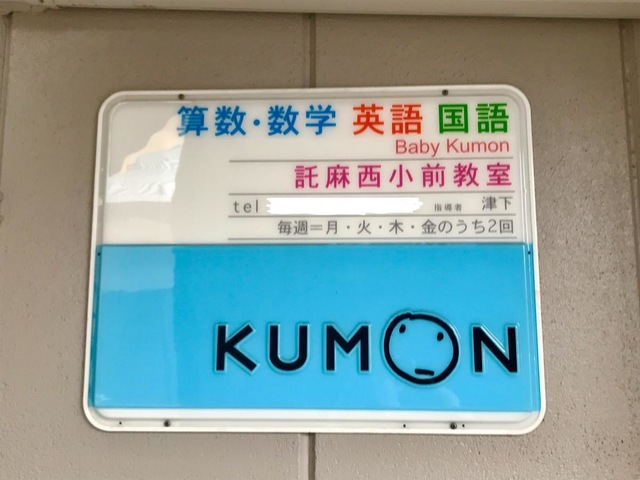 算数・数学 英語 国語
Baby Kumon
託麻西小前教室
tel 指導者 津下
毎週＝月・火・木・金のうち2回
KUMON